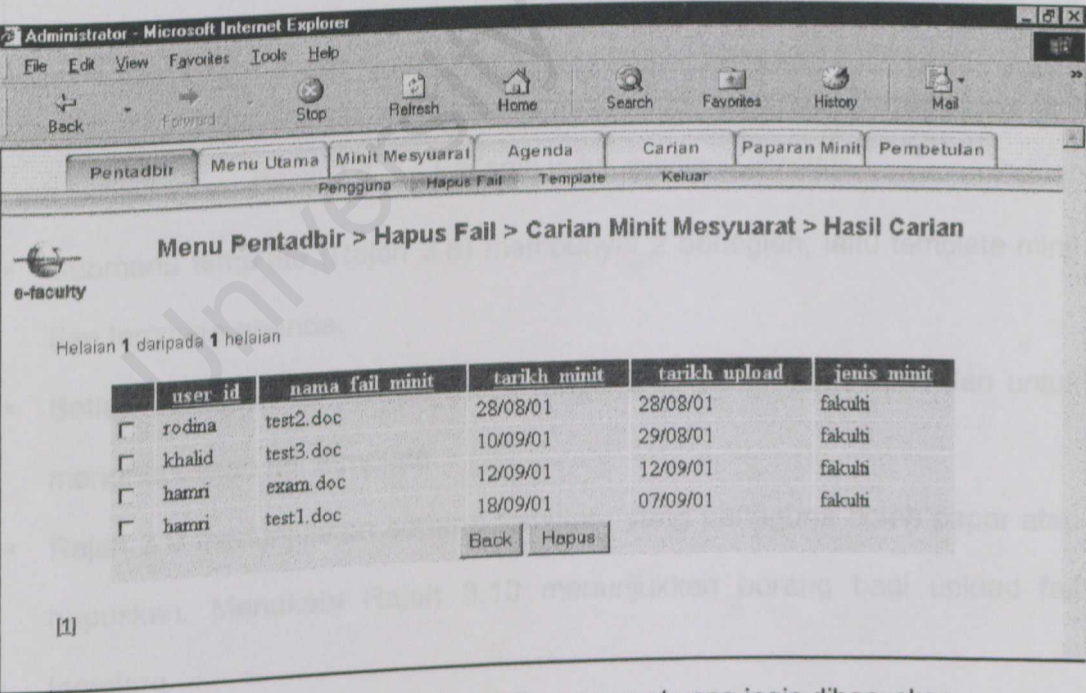 Administrator - Microsoft Internet Explorer
File Edit View Favorites Tools Help
Back Forward Stop Refresh Home Search Favorites History Mail »
Pentadbir Menu Utama Minit Mesyuarat Agenda Carian Paparan Minit Pembetulan
Pengguna Hapus Fail Template Keluar
Menu Pentadbir > Hapus Fail > Carian Minit Mesyuarat > Hasil Carian
e-faculty
Helaian 1 daripada 1 helaian
user id nama fail minit tarikh minit tarikh upload jenis minit
rodina test2.doc 28/08/01 28/08/01 fakulti
khalid test3.doc 10/09/01 29/08/01 fakulti
hamri exam.doc 12/09/01 12/09/01 fakulti
hamri test1.doc 18/09/01 07/09/01 fakulti
Back Hapus
[1]
University